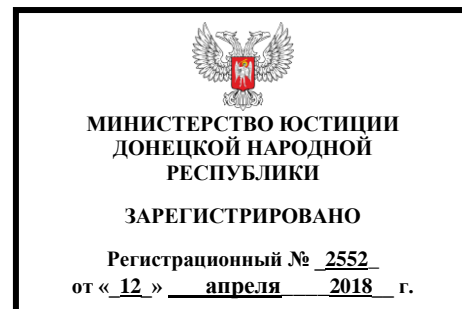 МИНИСТЕРСТВО ЮСТИЦИИ
ДОНЕЦКОЙ НАРОДНОЙ
РЕСПУБЛИКИ
ЗАРЕГИСТРИРОВАНО
Регистрационный № _2552_
от «_12_» ___апреля____2018__ г.